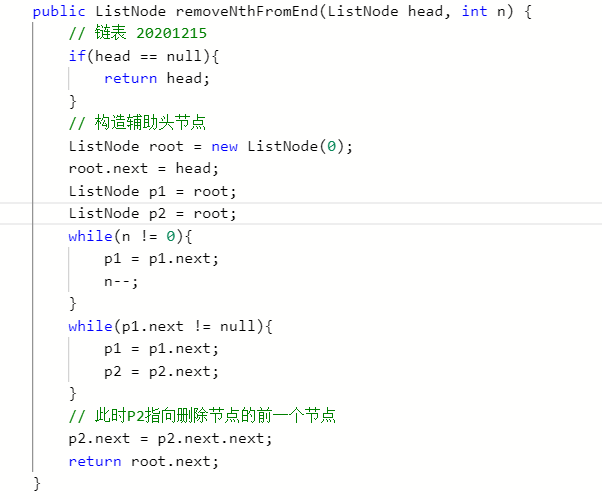 public ListNode removeNthFromEnd(ListNode head, int n) {
    // 链表 20201215
    if(head == null){
        return head;
    }
    // 构造辅助头节点
    ListNode root = new ListNode(0);
    root.next = head;
    ListNode p1 = root;
    ListNode p2 = root;
    while(n != 0){
        p1 = p1.next;
        n--;
    }
    while(p1.next != null){
        p1 = p1.next;
        p2 = p2.next;
    }
    // 此时P2指向删除节点的前一个节点
    p2.next = p2.next.next;
    return root.next;
}